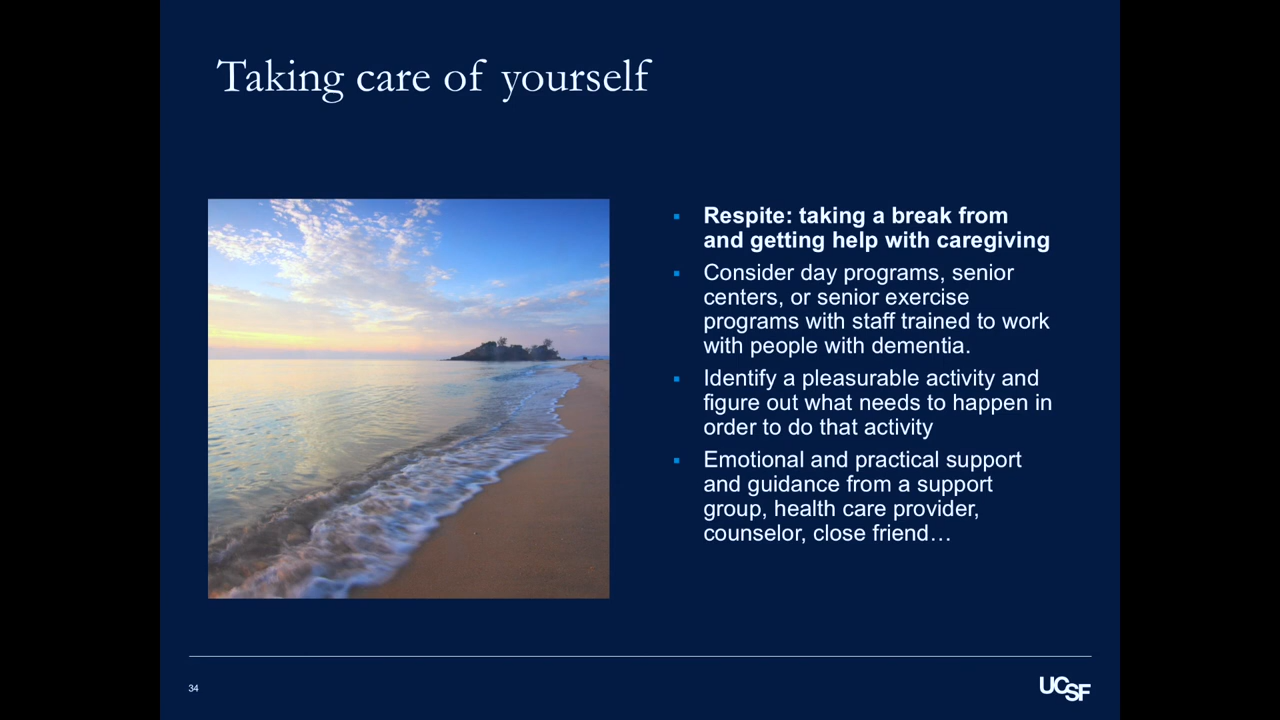 Taking care of yourself
▪ Respite: taking a break from
and getting help with caregiving
▪ Consider day programs, senior
centers, or senior exercise
programs with staff trained to work
with people with dementia.
▪ Identify a pleasurable activity and
figure out what needs to happen in
order to do that activity
▪ Emotional and practical support
and guidance from a support
group, health care provider,
counselor, close friend…
34
UCSF